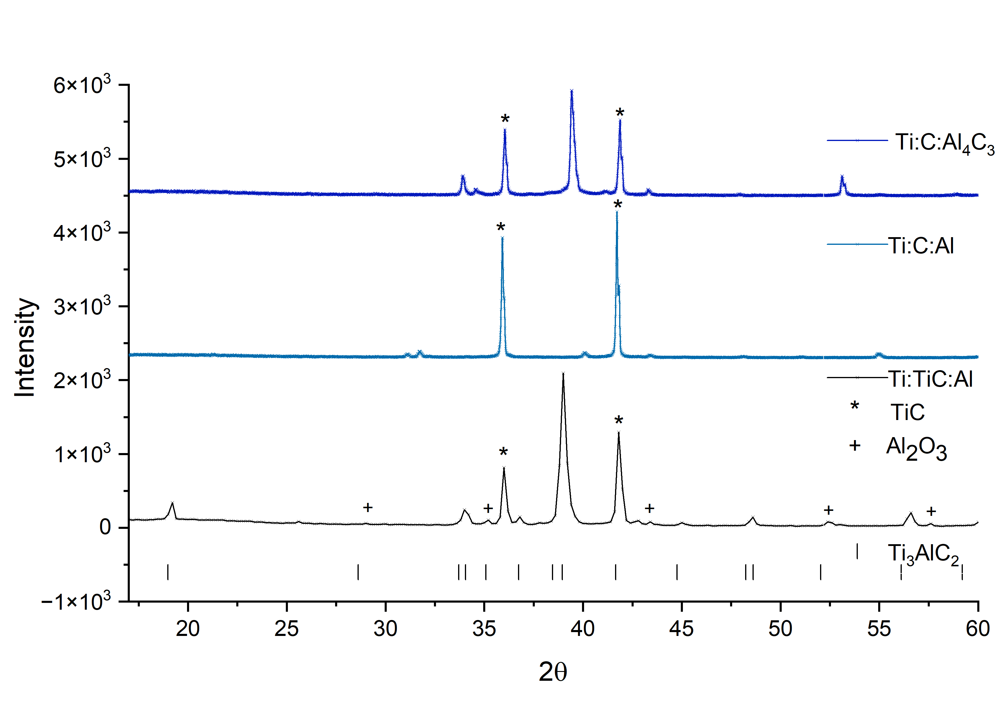 6×10³
5×10³
4×10³
3×10³
2×10³
1×10³
0
−1×10³
Intensity
20 25 30 35 40 45 50 55 60
2θ
Ti:C:Al₄C₃
Ti:C:Al
Ti:TiC:Al
* TiC
+ Al₂O₃
| Ti₃AlC₂
* *
* *
* *
+ + + + +